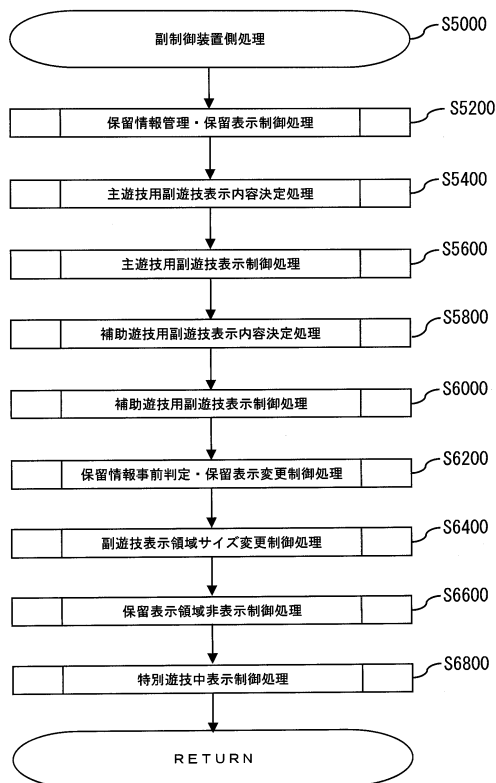 副制御装置側処理 S5000
保留情報管理・保留表示制御処理 S5200
主遊技用副遊技表示内容決定処理 S5400
主遊技用副遊技表示制御処理 S5600
補助遊技用副遊技表示内容決定処理 S5800
補助遊技用副遊技表示制御処理 S6000
保留情報事前判定・保留表示変更制御処理 S6200
副遊技表示領域サイズ変更制御処理 S6400
保留表示領域非表示制御処理 S6600
特別遊技中表示制御処理 S6800
RETURN